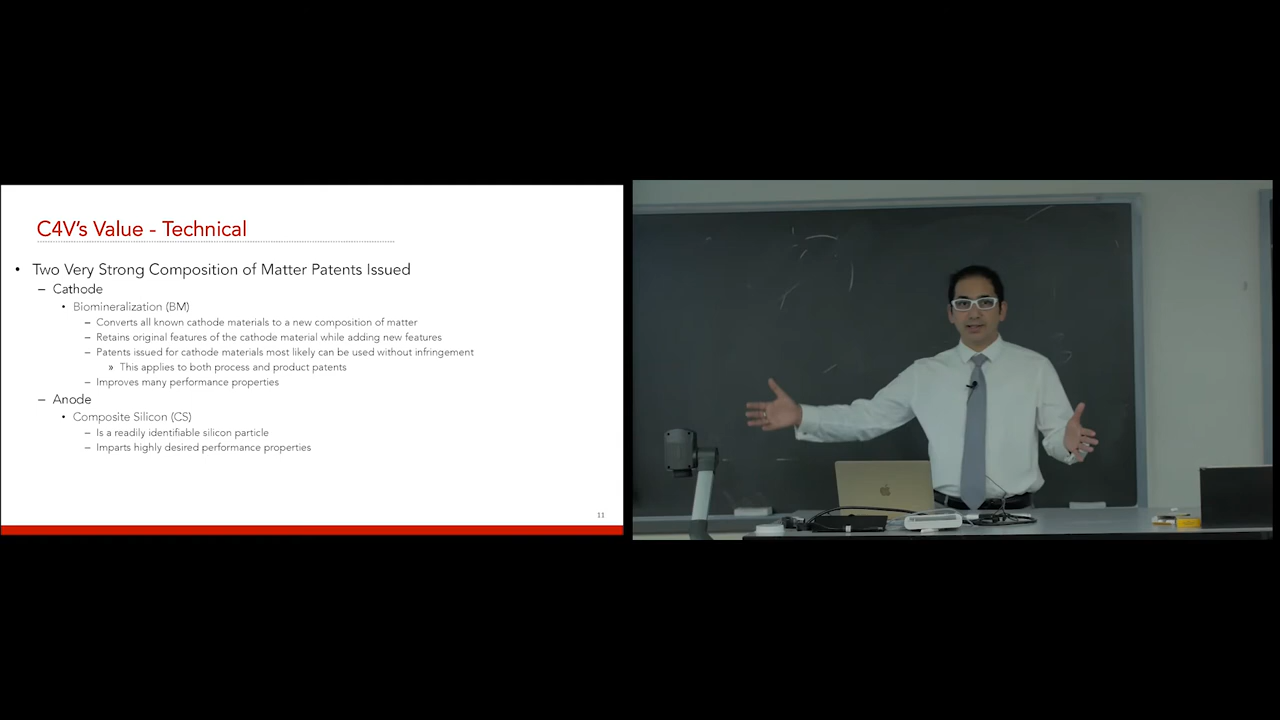 C4V's Value - Technical
• Two Very Strong Composition of Matter Patents Issued
– Cathode
• Biomineralization (BM)
– Converts all known cathode materials to a new composition of matter
– Retains original features of the cathode material while adding new features
– Patents issued for cathode materials most likely can be used without infringement
» This applies to both process and product patents
– Improves many performance properties
– Anode
• Composite Silicon (CS)
– Is a readily identifiable silicon particle
– Imparts highly desired performance properties
11